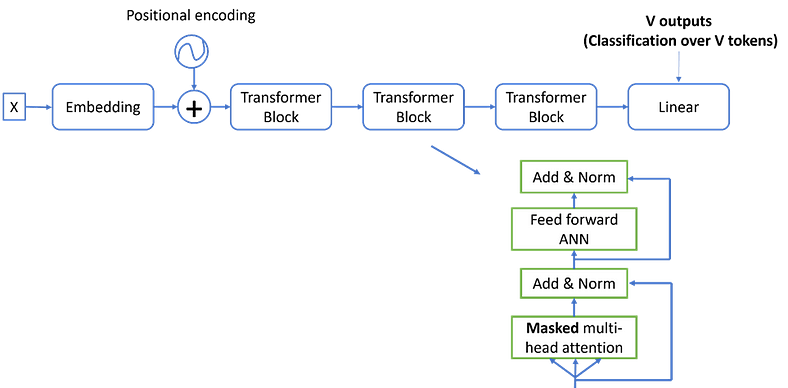 Positional encoding
V outputs
(Classification over V tokens)
X
Embedding
+
Transformer
Block
Transformer
Block
Transformer
Block
Linear
Add & Norm
Feed forward
ANN
Add & Norm
Masked multi-
head attention